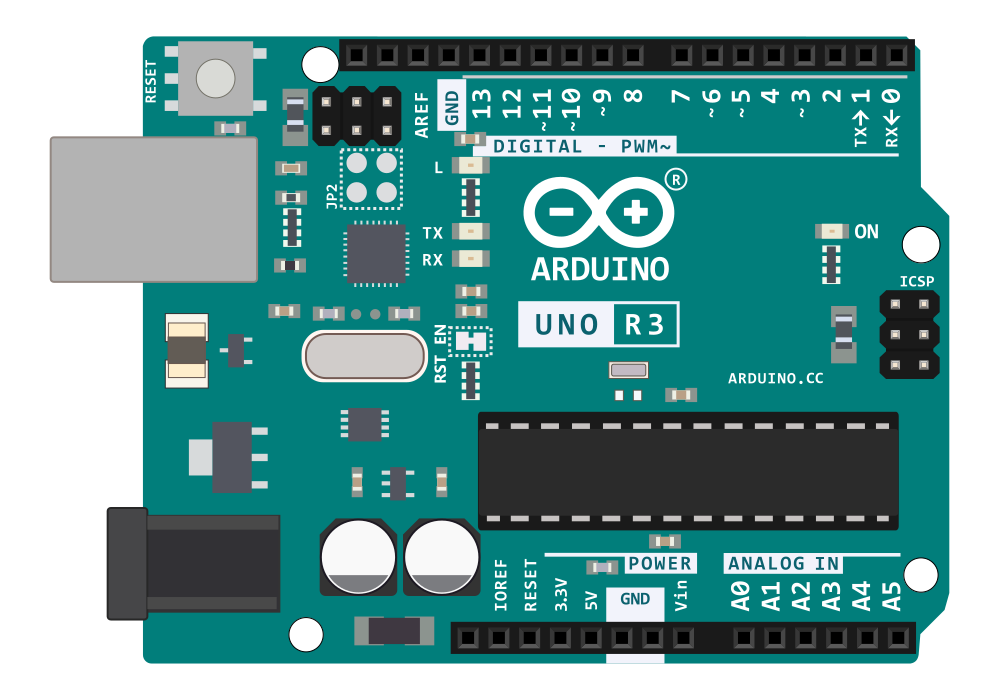 RESET
AREF
GND
13
12
~11
~10
~9
8
7
~6
~5
4
~3
2
TX→1
RX←0
DIGITAL - PWM~
L
JP2
TX
RX
®
ARDUINO
ON
ICSP
UNO R3
RST EN
ARDUINO.CC
POWER
ANALOG IN
IOREF
RESET
3.3V
5V
GND
Vin
A0
A1
A2
A3
A4
A5